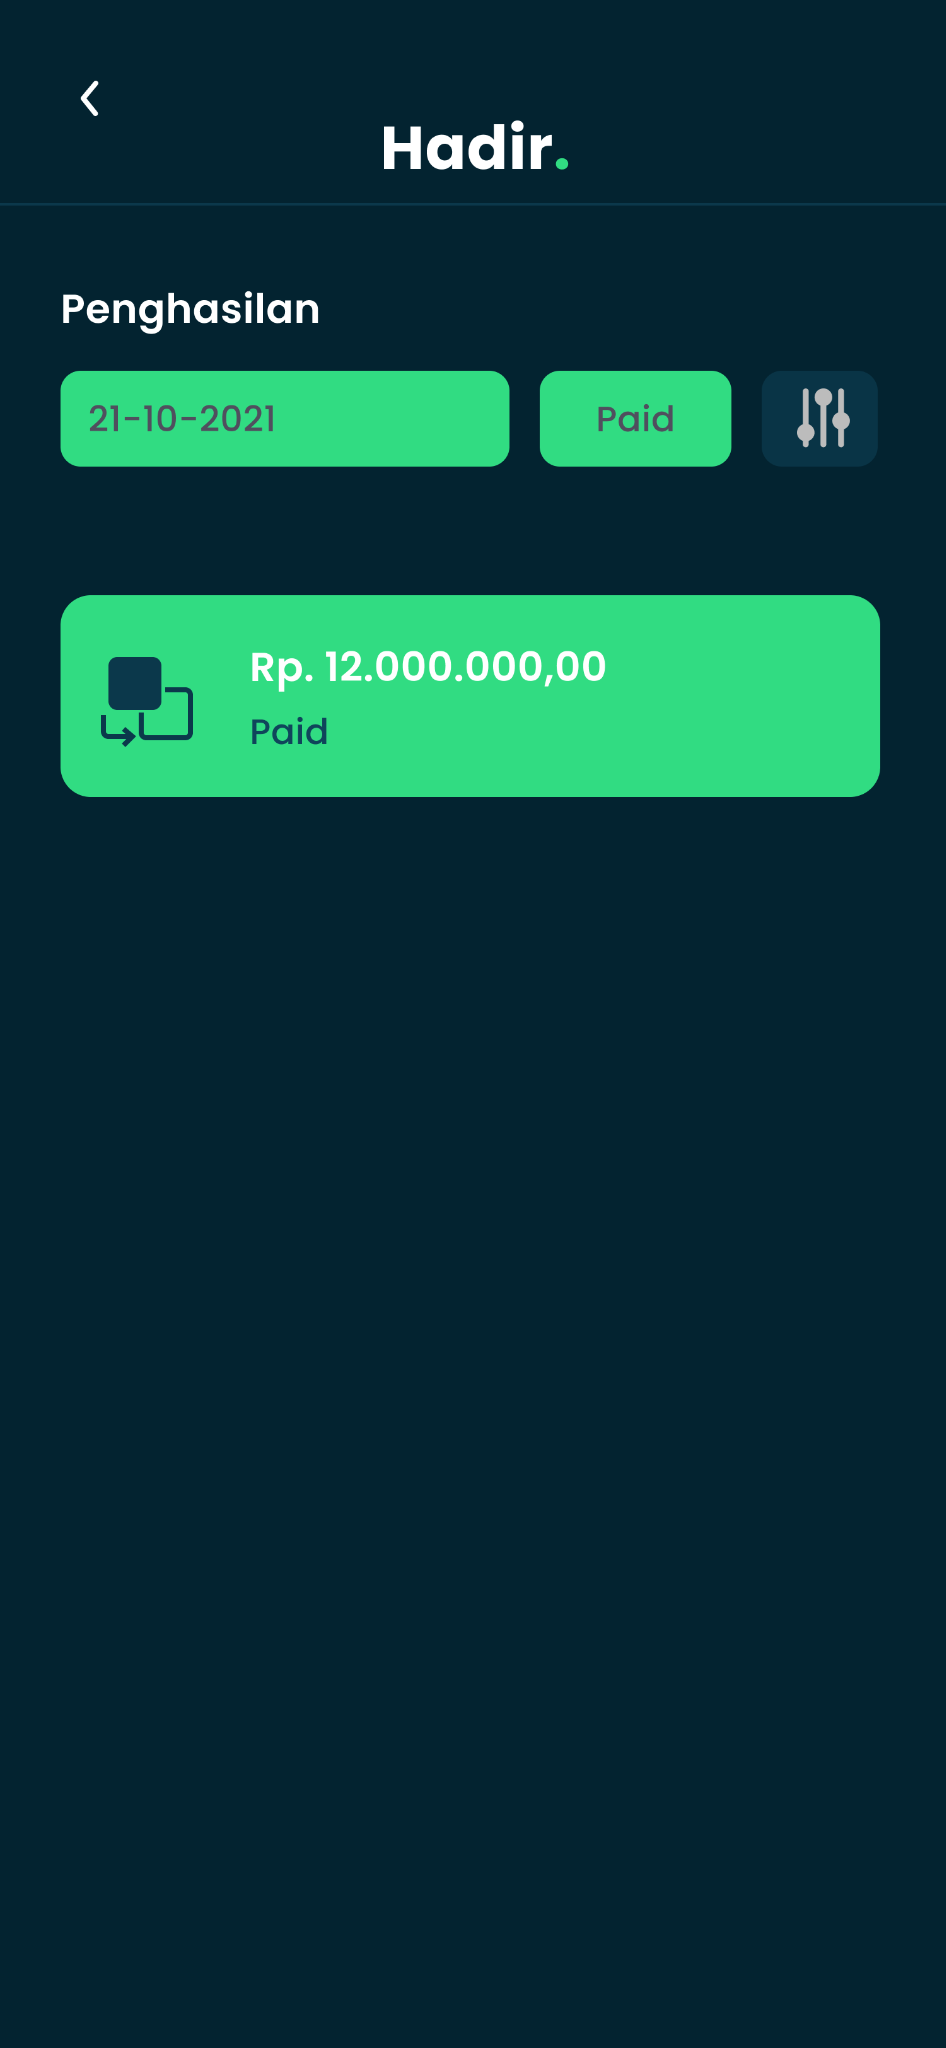 Hadir.
Penghasilan
21-10-2021
Paid
Rp. 12.000.000,00
Paid